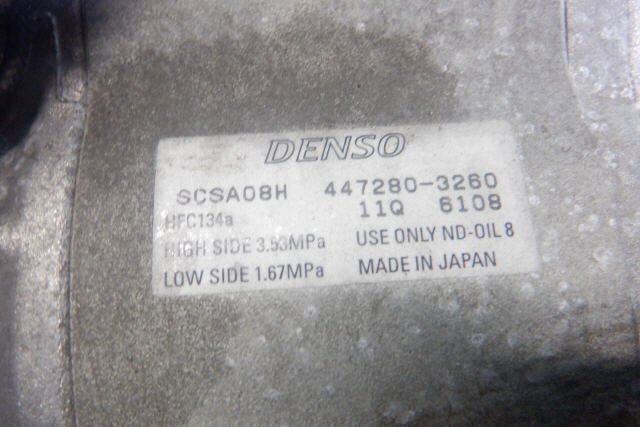 DENSO
SCSA08H 447280-3260
HFC134a 11Q 6108
HIGH SIDE 3.53MPa USE ONLY ND-OIL 8
LOW SIDE 1.67MPa MADE IN JAPAN